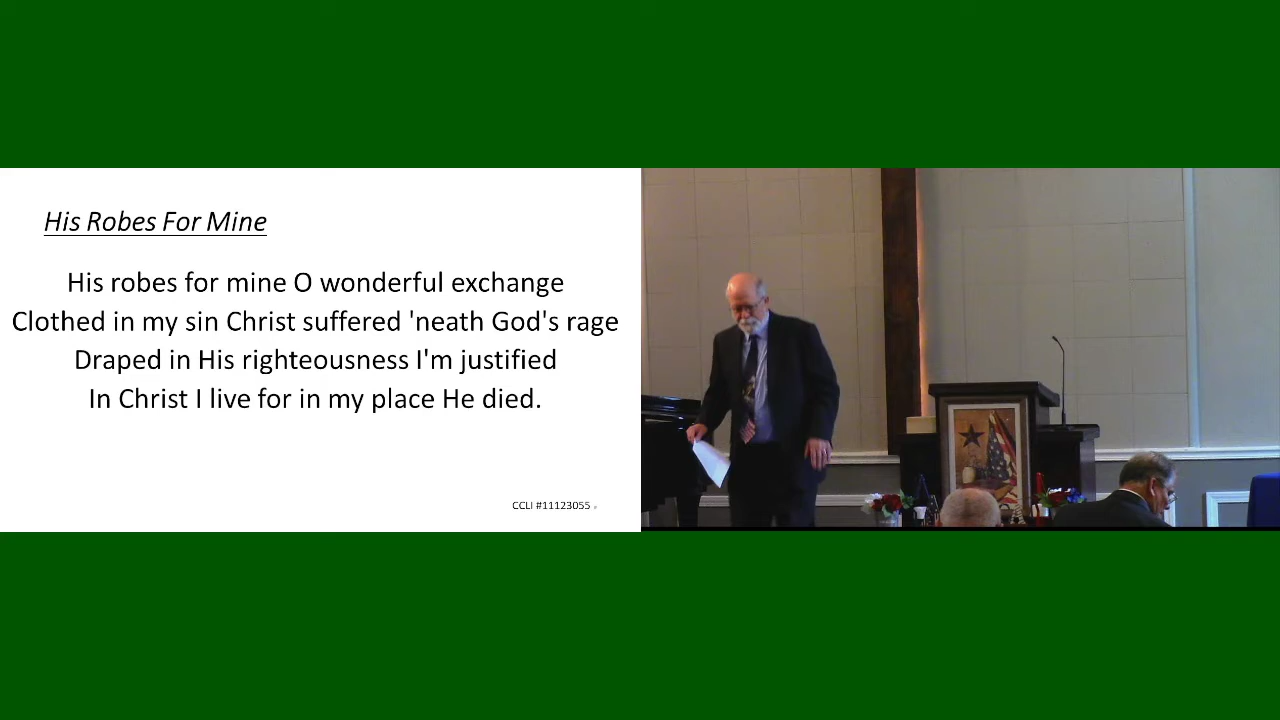 His Robes For Mine
His robes for mine O wonderful exchange
Clothed in my sin Christ suffered 'neath God's rage
Draped in His righteousness I'm justified
In Christ I live for in my place He died.
CCLI #11123055